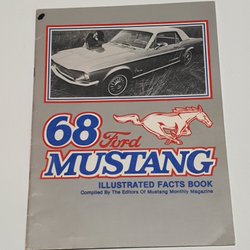 68 Ford
MUSTANG
ILLUSTRATED FACTS BOOK
Compiled By The Editors Of Mustang Monthly Magazine